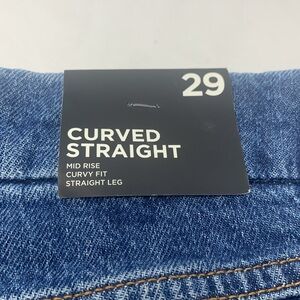 29
CURVED
STRAIGHT
MID RISE
CURVY FIT
STRAIGHT LEG